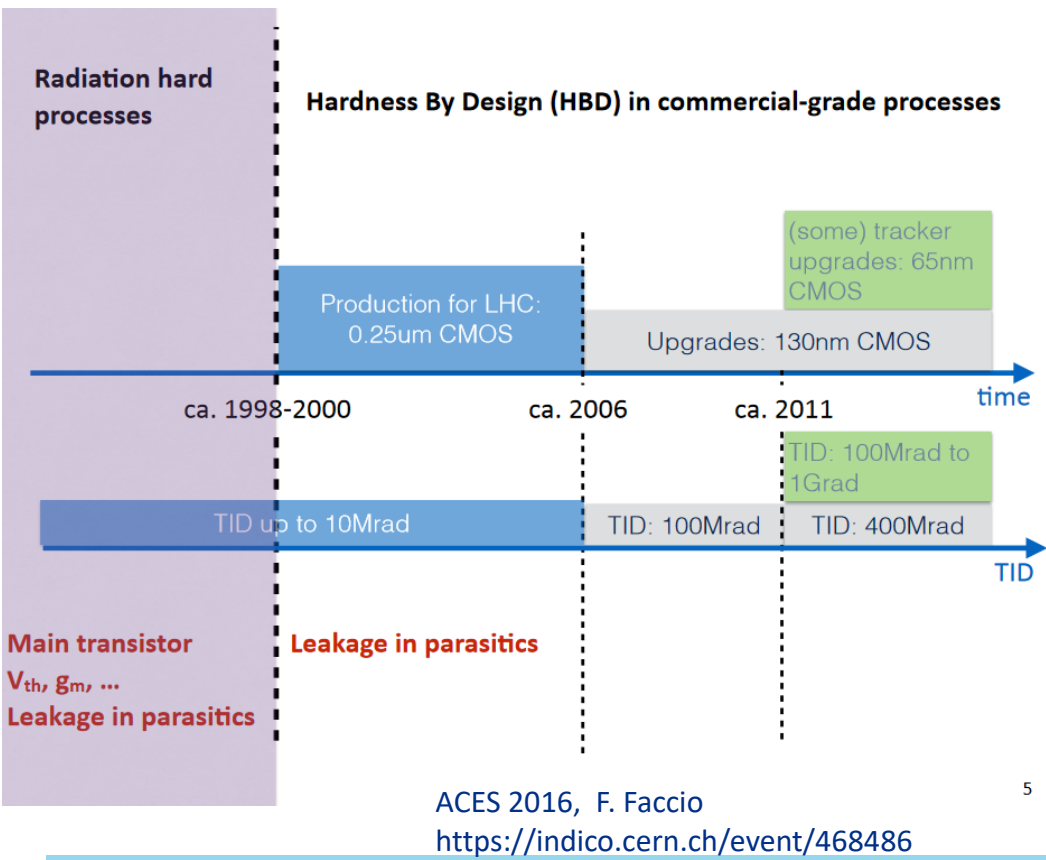 Radiation hard
processes
Hardness By Design (HBD) in commercial-grade processes
(some) tracker
upgrades: 65nm
CMOS
Production for LHC:
0.25um CMOS
Upgrades: 130nm CMOS
time
ca. 1998-2000
ca. 2006
ca. 2011
TID: 100Mrad to
1Grad
TID up to 10Mrad
TID: 100Mrad
TID: 400Mrad
TID
Main transistor
Vth, gm, ...
Leakage in parasitics
Leakage in parasitics
5
ACES 2016, F. Faccio
https://indico.cern.ch/event/468486